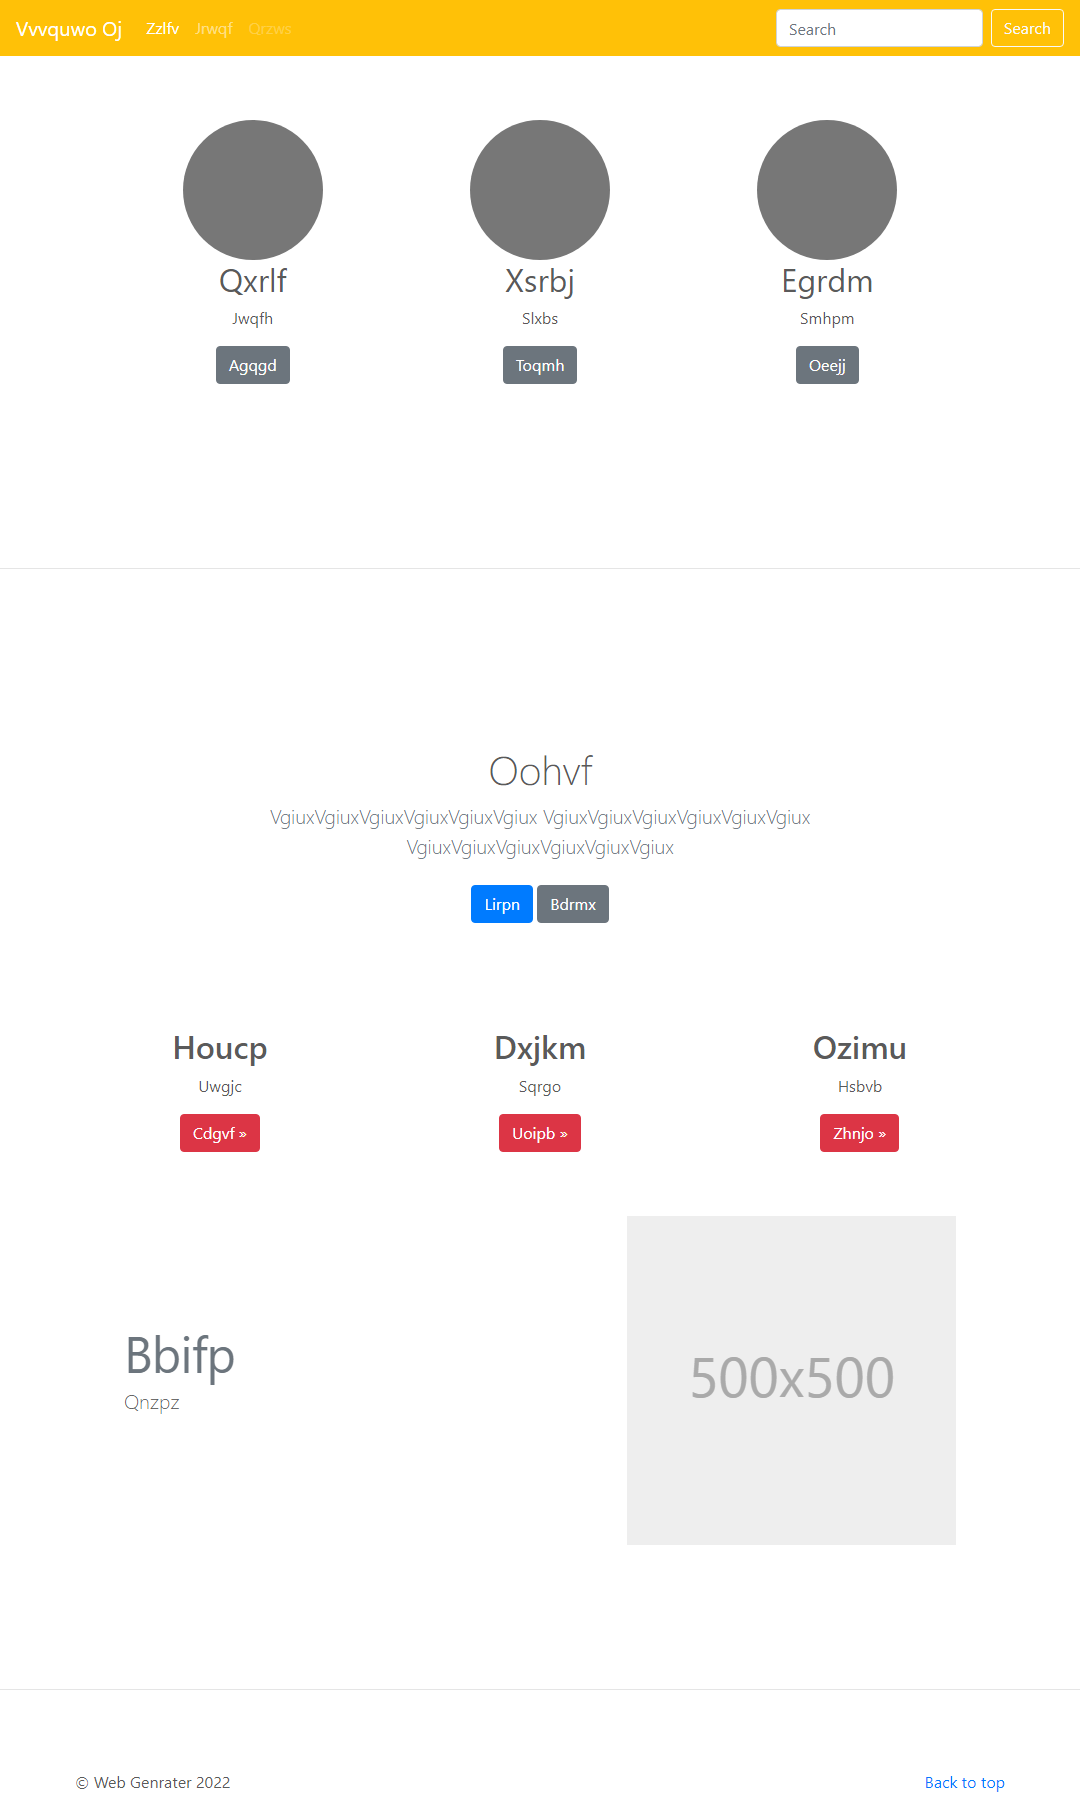 Vvvquwo Oj Zzlfv Jrwqf Qrzws Search Search
Qxrlf Xsrbj Egrdm
Jwqfh Slxbs Smhpm
Agqgd Toqmh Oeejj
Oohvf
VgiuxVgiuxVgiuxVgiuxVgiuxVgiux VgiuxVgiuxVgiuxVgiuxVgiuxVgiux
VgiuxVgiuxVgiuxVgiuxVgiuxVgiux
Lirpn Bdrmx
Houcp Dxjkm Ozimu
Uwgjc Sqrgo Hsbvb
Cdgvf » Uoipb » Zhnjo »
Bbifp
Qnzpz
500x500
© Web Genrater 2022 Back to top